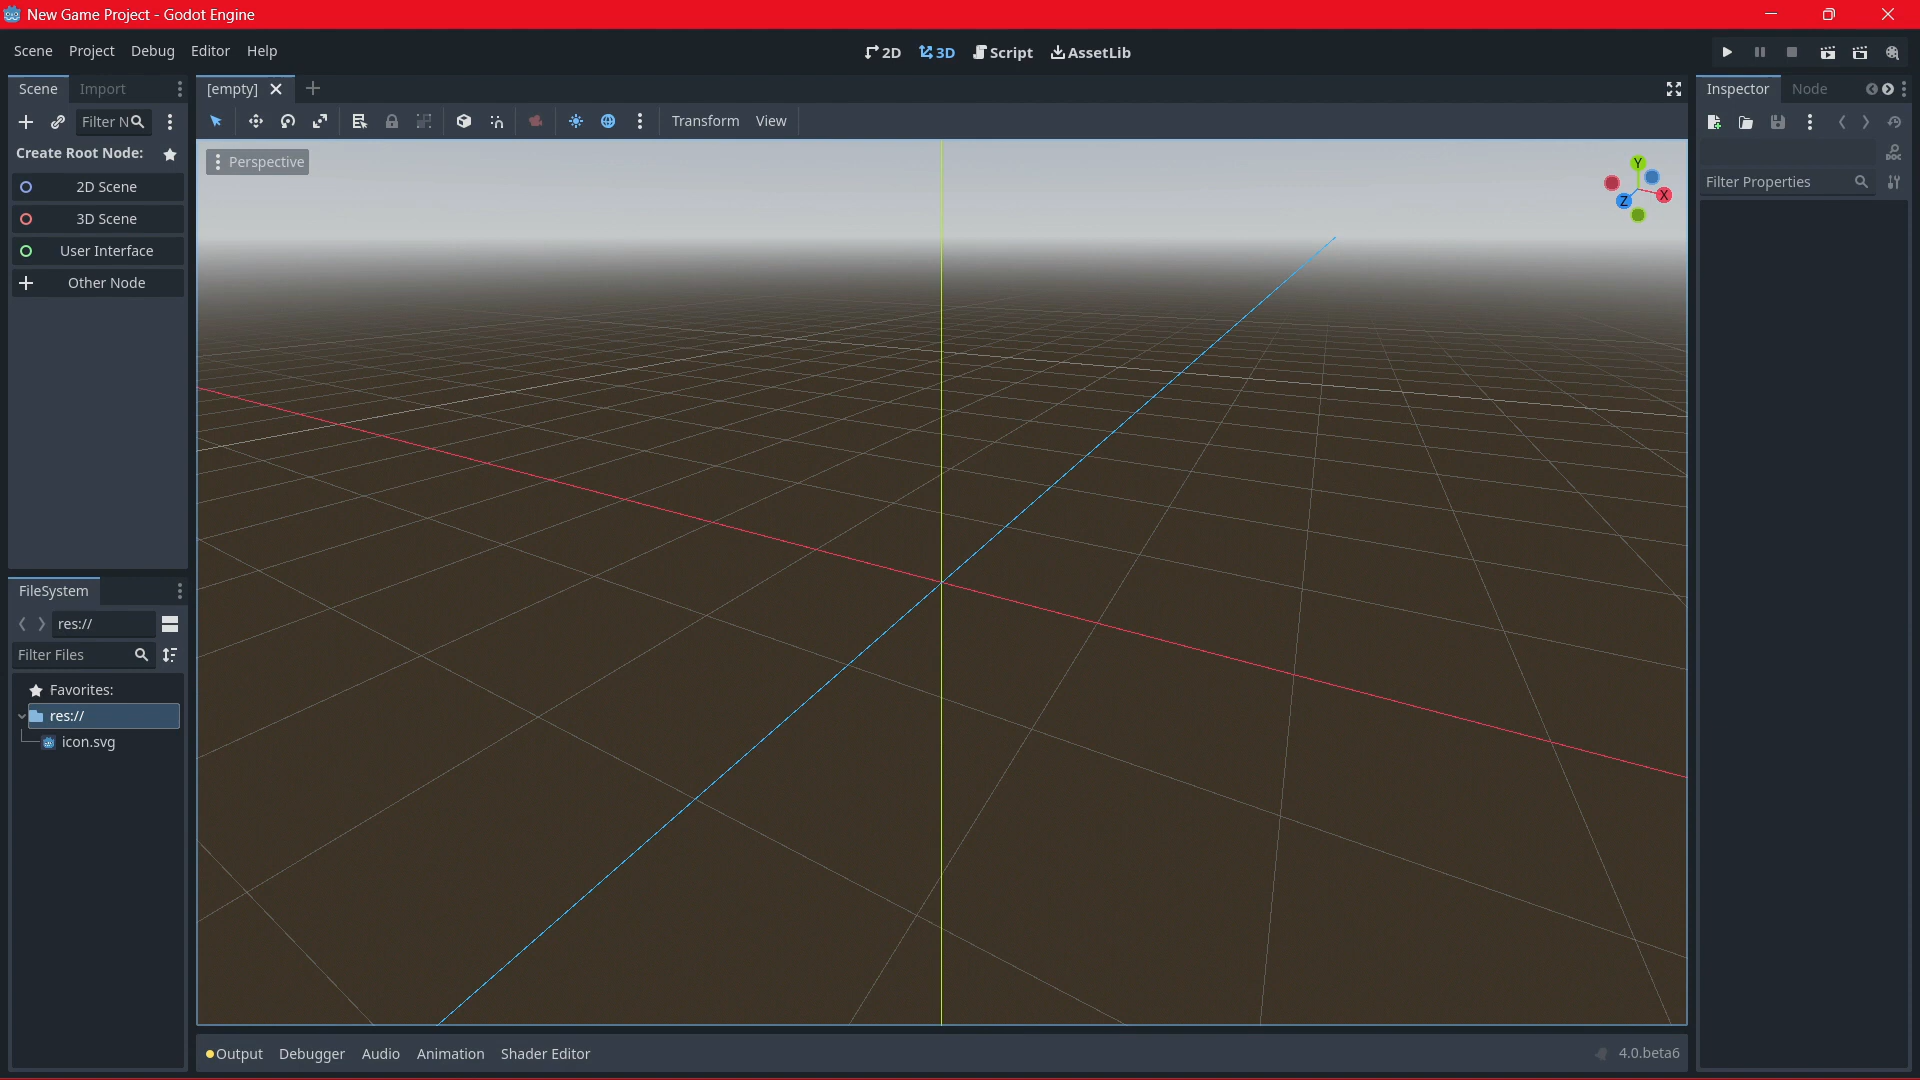 New Game Project - Godot Engine
Scene Project Debug Editor Help
2D 3D Script AssetLib
Scene Import
[empty]
Inspector Node
Filter N
Transform View
Create Root Node:
Perspective
2D Scene
3D Scene
User Interface
Other Node
Y
X
Z
DOC
Filter Properties
FileSystem
res://
Filter Files
Favorites:
res://
icon.svg
Output Debugger Audio Animation Shader Editor
4.0.beta6